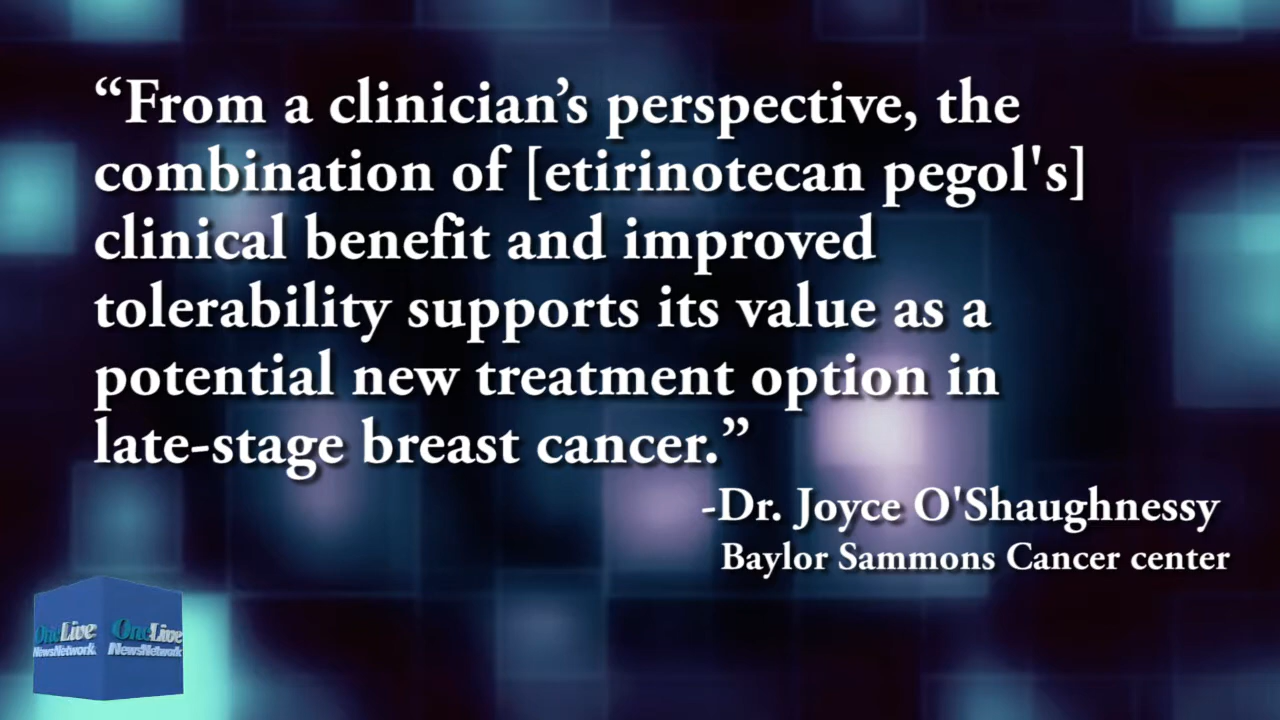 “From a clinician’s perspective, the
combination of [etirinotecan pegol's]
clinical benefit and improved
tolerability supports its value as a
potential new treatment option in
late-stage breast cancer.”
-Dr. Joyce O'Shaughnessy
Baylor Sammons Cancer center
OncLive OncLive
NewsNetwork NewsNetwork